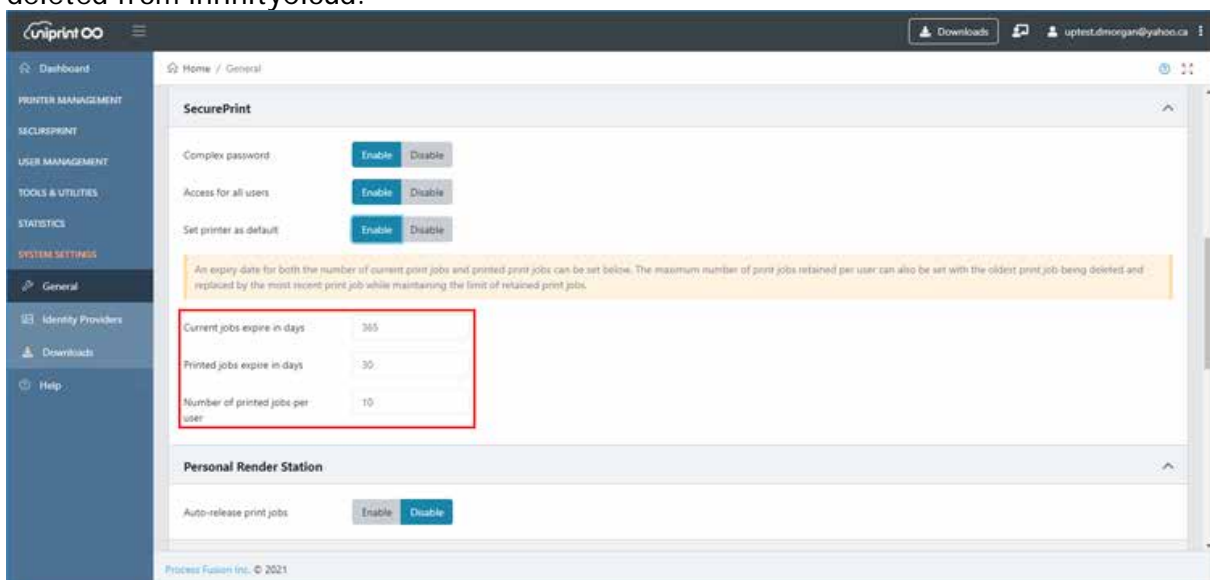 deleted from InfinityCloud.
uniprint
Downloads
uptest.dmorgan@yahoo.ca
Dashboard
Home / General
PRINTER MANAGEMENT
SecurePrint
SECUREPRINT
Complex password Enable Disable
USER MANAGEMENT
TOOLS & UTILITIES
Access for all users Enable Disable
STATISTICS
Set printer as default Enable Disable
SYSTEM SETTINGS
An expiry date for both the number of current print jobs and printed print jobs can be set below. The maximum number of print jobs retained per user can also be set with the oldest print job being deleted and
replaced by the most recent print job while maintaining the limit of retained print jobs.
General
Identity Providers
Current jobs expire in days 365
Downloads
Printed jobs expire in days 30
Help
Number of printed jobs per 10
user
Personal Render Station
Auto-release print jobs Enable Disable
Process Fusion Inc. © 2021